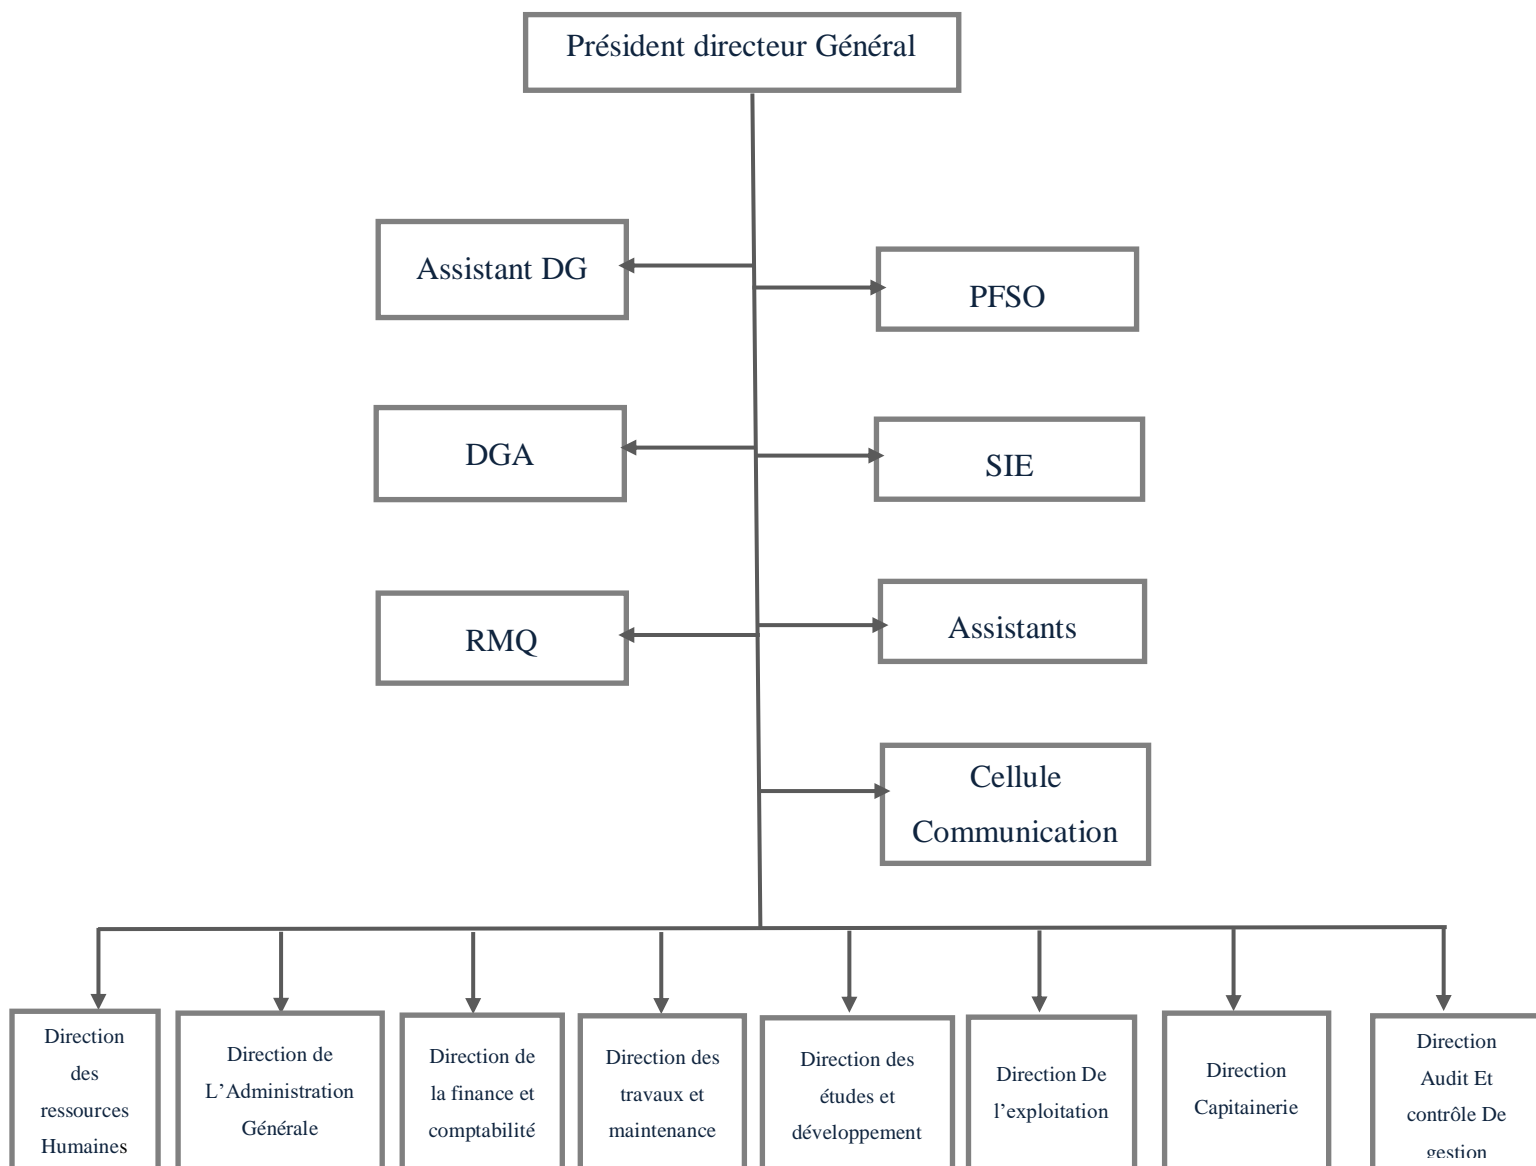 Président directeur Général
Assistant DG
PFSO
DGA
SIE
RMQ
Assistants
Cellule
Communication
Direction
des
ressources
Humaines
Direction de
L’Administration
Générale
Direction de
la finance et
comptabilité
Direction des
travaux et
maintenance
Direction des
études et
développement
Direction De
l’exploitation
Direction
Capitainerie
Direction
Audit Et
contrôle De
gestion